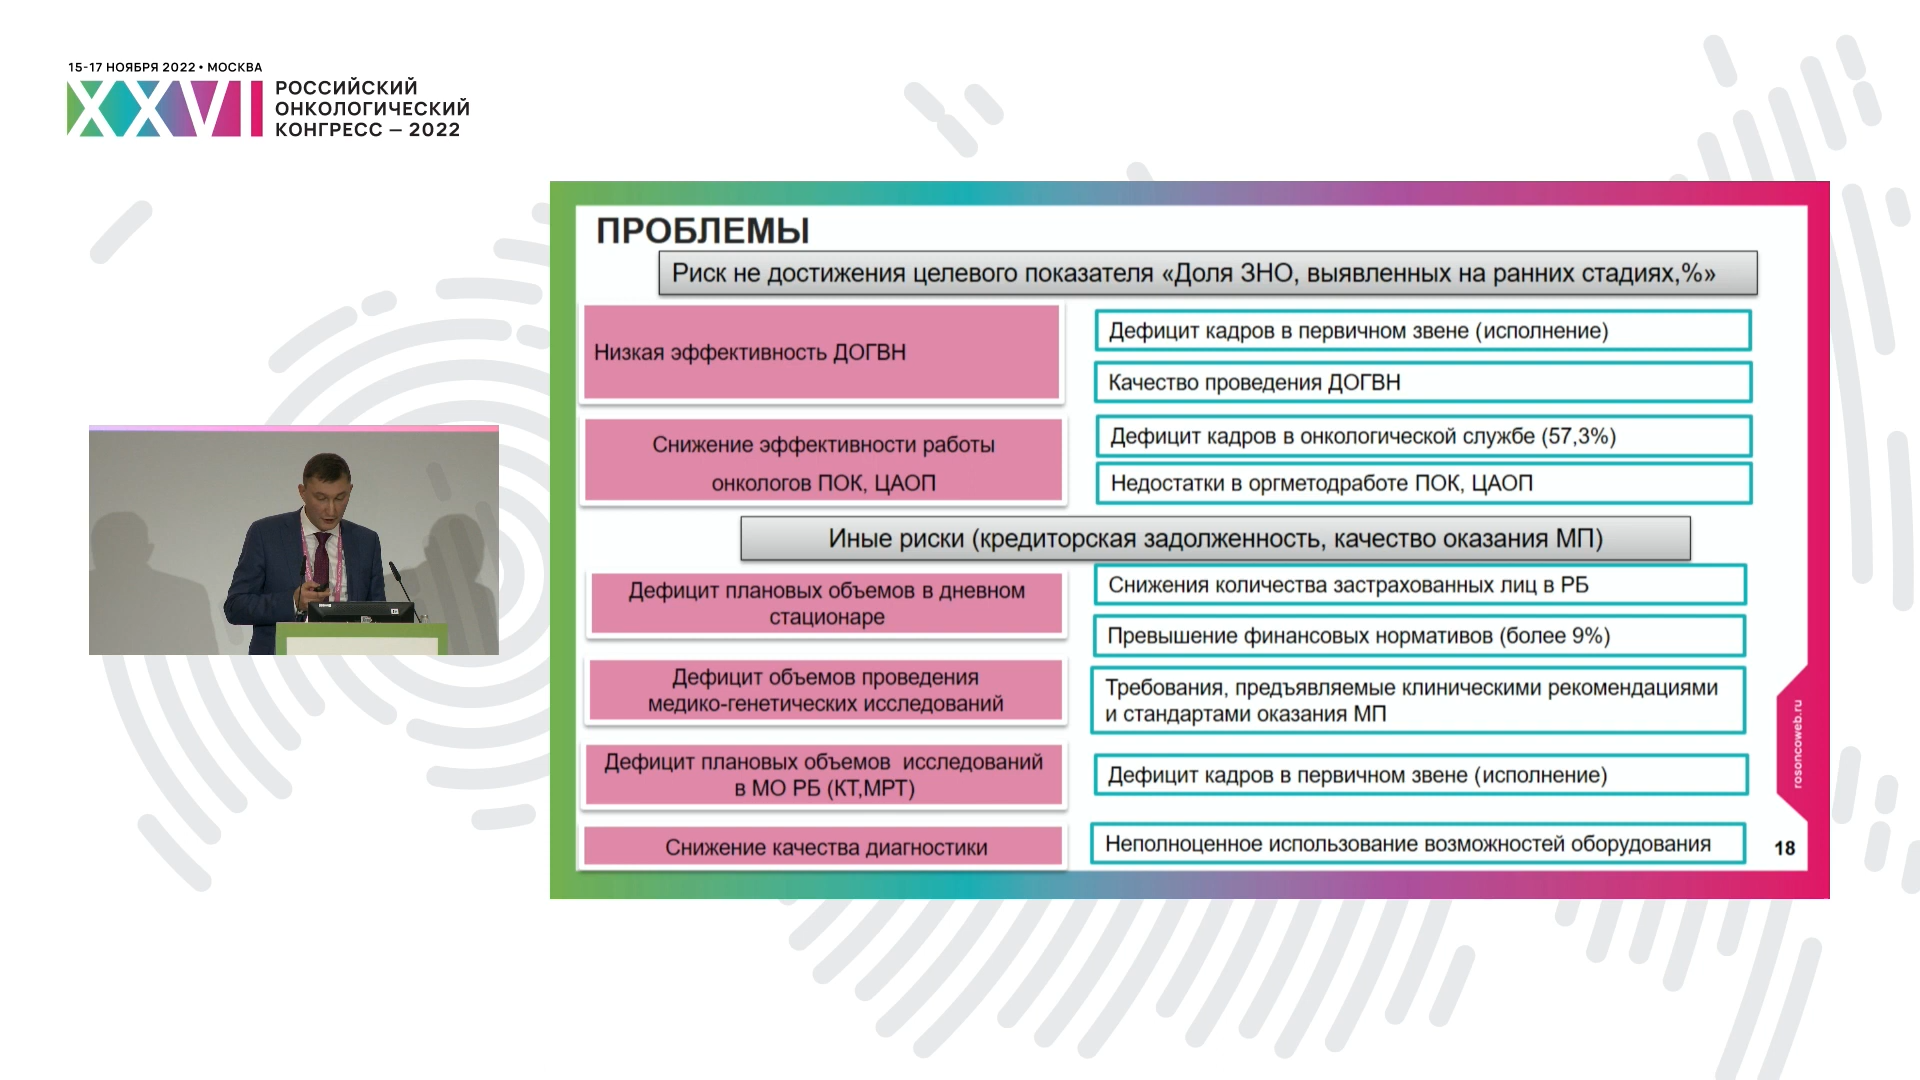 15-17 НОЯБРЯ 2022 • МОСКВА
XXVI
РОССИЙСКИЙ
ОНКОЛОГИЧЕСКИЙ
КОНГРЕСС – 2022
ПРОБЛЕМЫ
Риск не достижения целевого показателя «Доля ЗНО, выявленных на ранних стадиях,%»
Низкая эффективность ДОГВН
Дефицит кадров в первичном звене (исполнение)
Качество проведения ДОГВН
Снижение эффективности работы
онкологов ПОК, ЦАОП
Дефицит кадров в онкологической службе (57,3%)
Недостатки в оргметодработе ПОК, ЦАОП
Иные риски (кредиторская задолженность, качество оказания МП)
Дефицит плановых объемов в дневном
стационаре
Снижения количества застрахованных лиц в РБ
Превышение финансовых нормативов (более 9%)
Дефицит объемов проведения
медико-генетических исследований
Требования, предъявляемые клиническими рекомендациями
и стандартами оказания МП
Дефицит плановых объемов исследований
в МО РБ (КТ,МРТ)
Дефицит кадров в первичном звене (исполнение)
Снижение качества диагностики
Неполноценное использование возможностей оборудования
rosoncoweb.ru
18